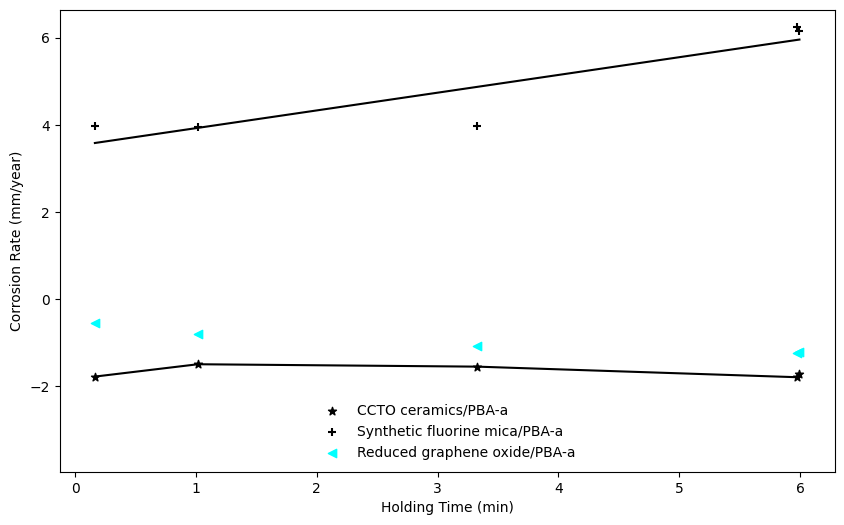 6
4
2
0
−2
Corrosion Rate (mm/year)
CCTO ceramics/PBA-a
Synthetic fluorine mica/PBA-a
Reduced graphene oxide/PBA-a
0 1 2 3 4 5 6
Holding Time (min)